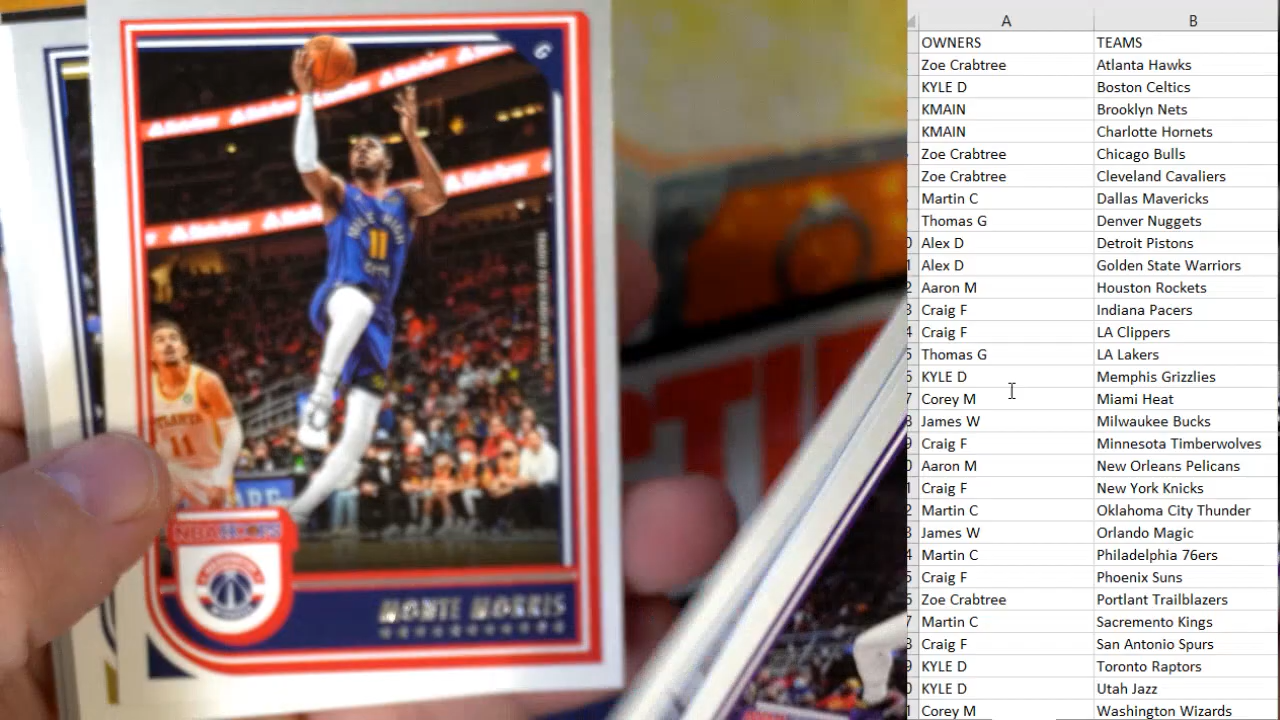 G
MILE HIGH
11
CITY
ATLANTA
11
NBA HOOPS
MONTE MORRIS
A B
OWNERS TEAMS
Zoe Crabtree Atlanta Hawks
KYLE D Boston Celtics
KMAIN Brooklyn Nets
KMAIN Charlotte Hornets
Zoe Crabtree Chicago Bulls
Zoe Crabtree Cleveland Cavaliers
Martin C Dallas Mavericks
Thomas G Denver Nuggets
Alex D Detroit Pistons
Alex D Golden State Warriors
Aaron M Houston Rockets
Craig F Indiana Pacers
Craig F LA Clippers
Thomas G LA Lakers
KYLE D Memphis Grizzlies
Corey M Miami Heat
James W Milwaukee Bucks
Craig F Minnesota Timberwolves
Aaron M New Orleans Pelicans
Craig F New York Knicks
Martin C Oklahoma City Thunder
James W Orlando Magic
Martin C Philadelphia 76ers
Craig F Phoenix Suns
Zoe Crabtree Portlant Trailblazers
Martin C Sacremento Kings
Craig F San Antonio Spurs
KYLE D Toronto Raptors
KYLE D Utah Jazz
Corey M Washington Wizards